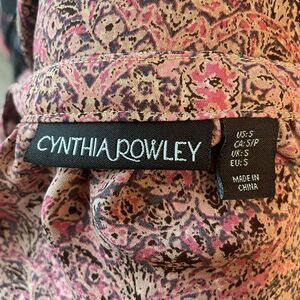 CYNTHIA ROWLEY
US: S
CA: S/P
UK: S
EU: S
MADE IN
CHINA